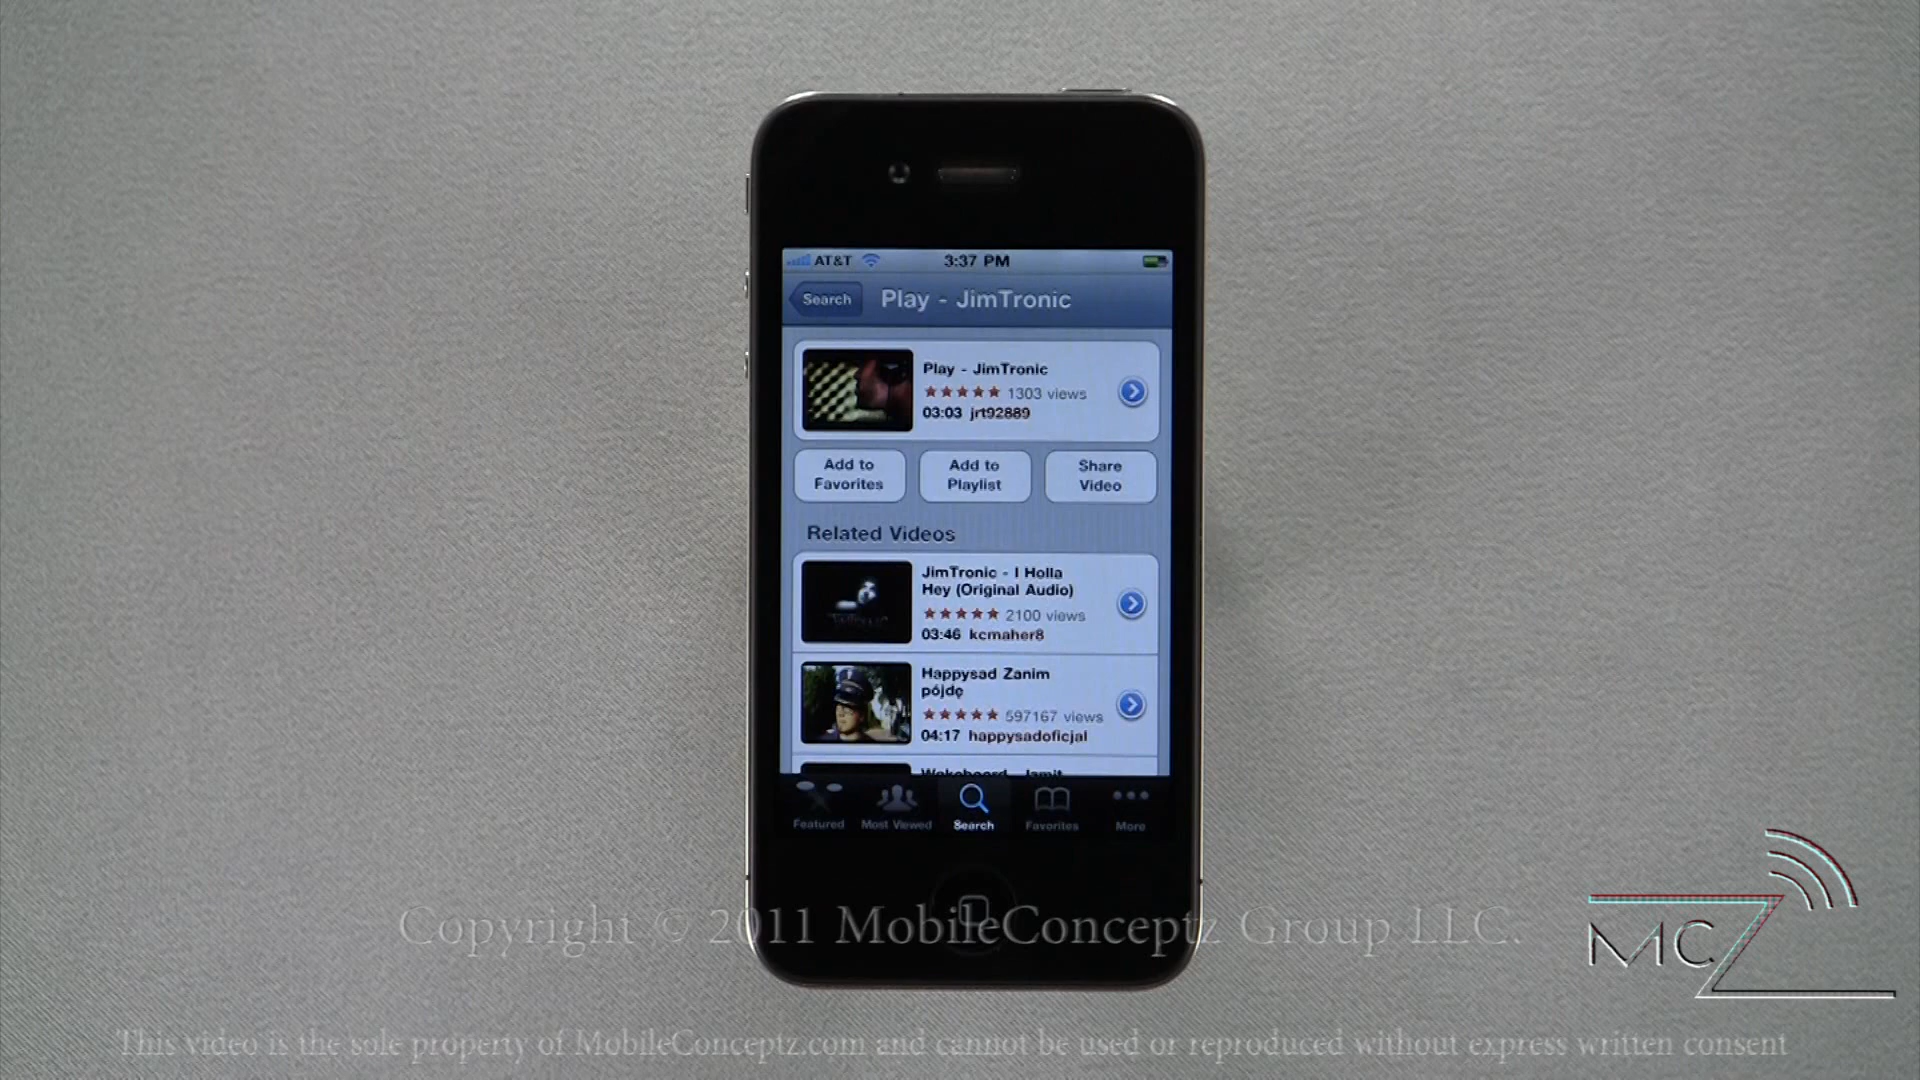 AT&T 3:37 PM
Search Play - JimTronic
Play - JimTronic
1303 views
03:03 jrt92889
Add to Favorites
Add to Playlist
Share Video
Related Videos
JimTronic - I Holla
Hey (Original Audio)
2100 views
03:46 kcmaher8
Happysad Zanim
pójdę
597167 views
04:17 happysadoficjal
Wakeboard - Jamit
Featured Most Viewed Search Favorites More
Copyright © 2011 MobileConceptz Group LLC.
MCZ
This video is the sole property of MobileConceptz.com and cannot be used or reproduced without express written consent